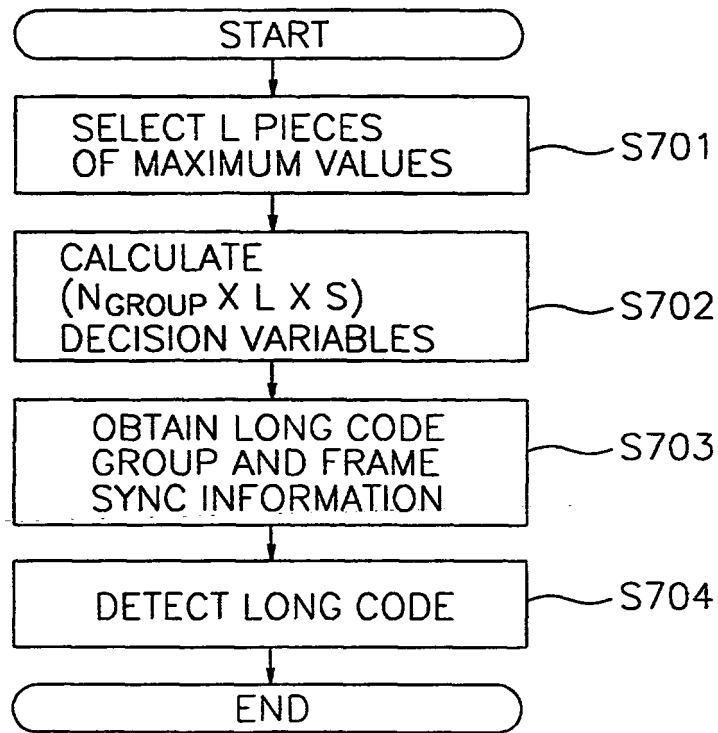 START
SELECT L PIECES
OF MAXIMUM VALUES
S701
CALCULATE
(NGROUP X L X S)
DECISION VARIABLES
S702
OBTAIN LONG CODE
GROUP AND FRAME
SYNC INFORMATION
S703
DETECT LONG CODE
S704
END